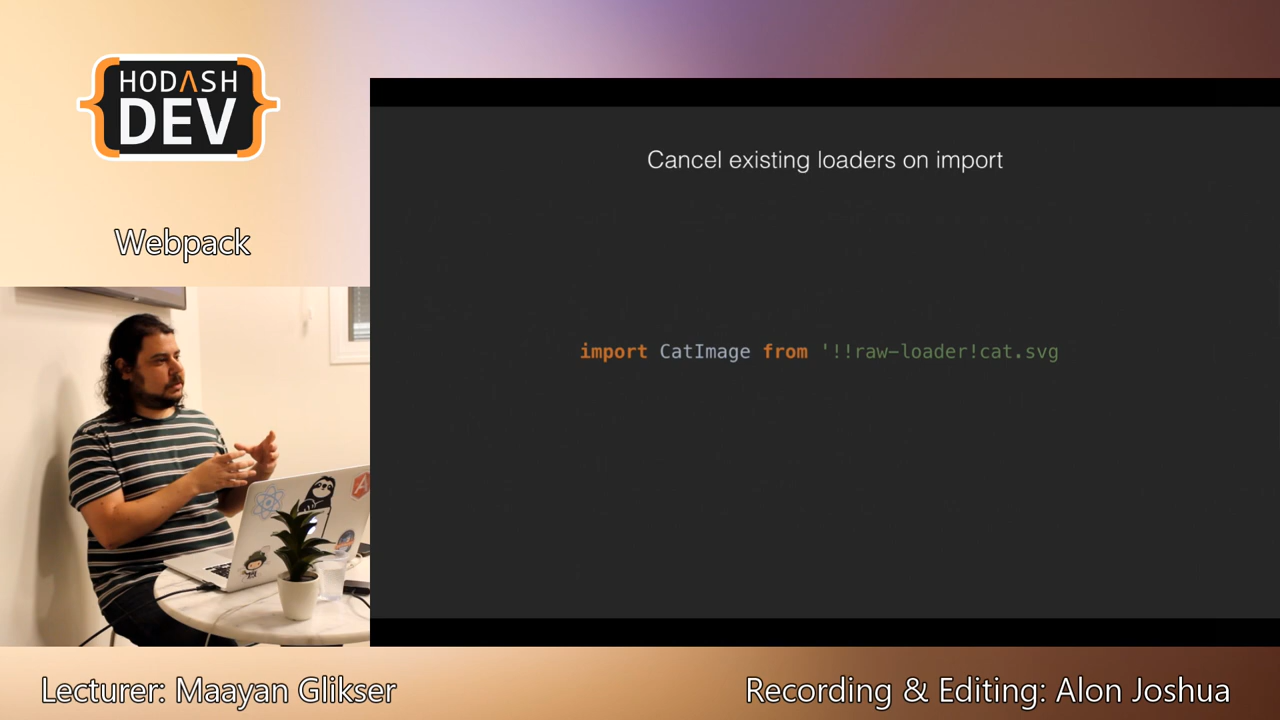 HODASH
DEV
Webpack
Cancel existing loaders on import
import CatImage from '!!raw-loader!cat.svg
Lecturer: Maayan Glikser
Recording & Editing: Alon Joshua